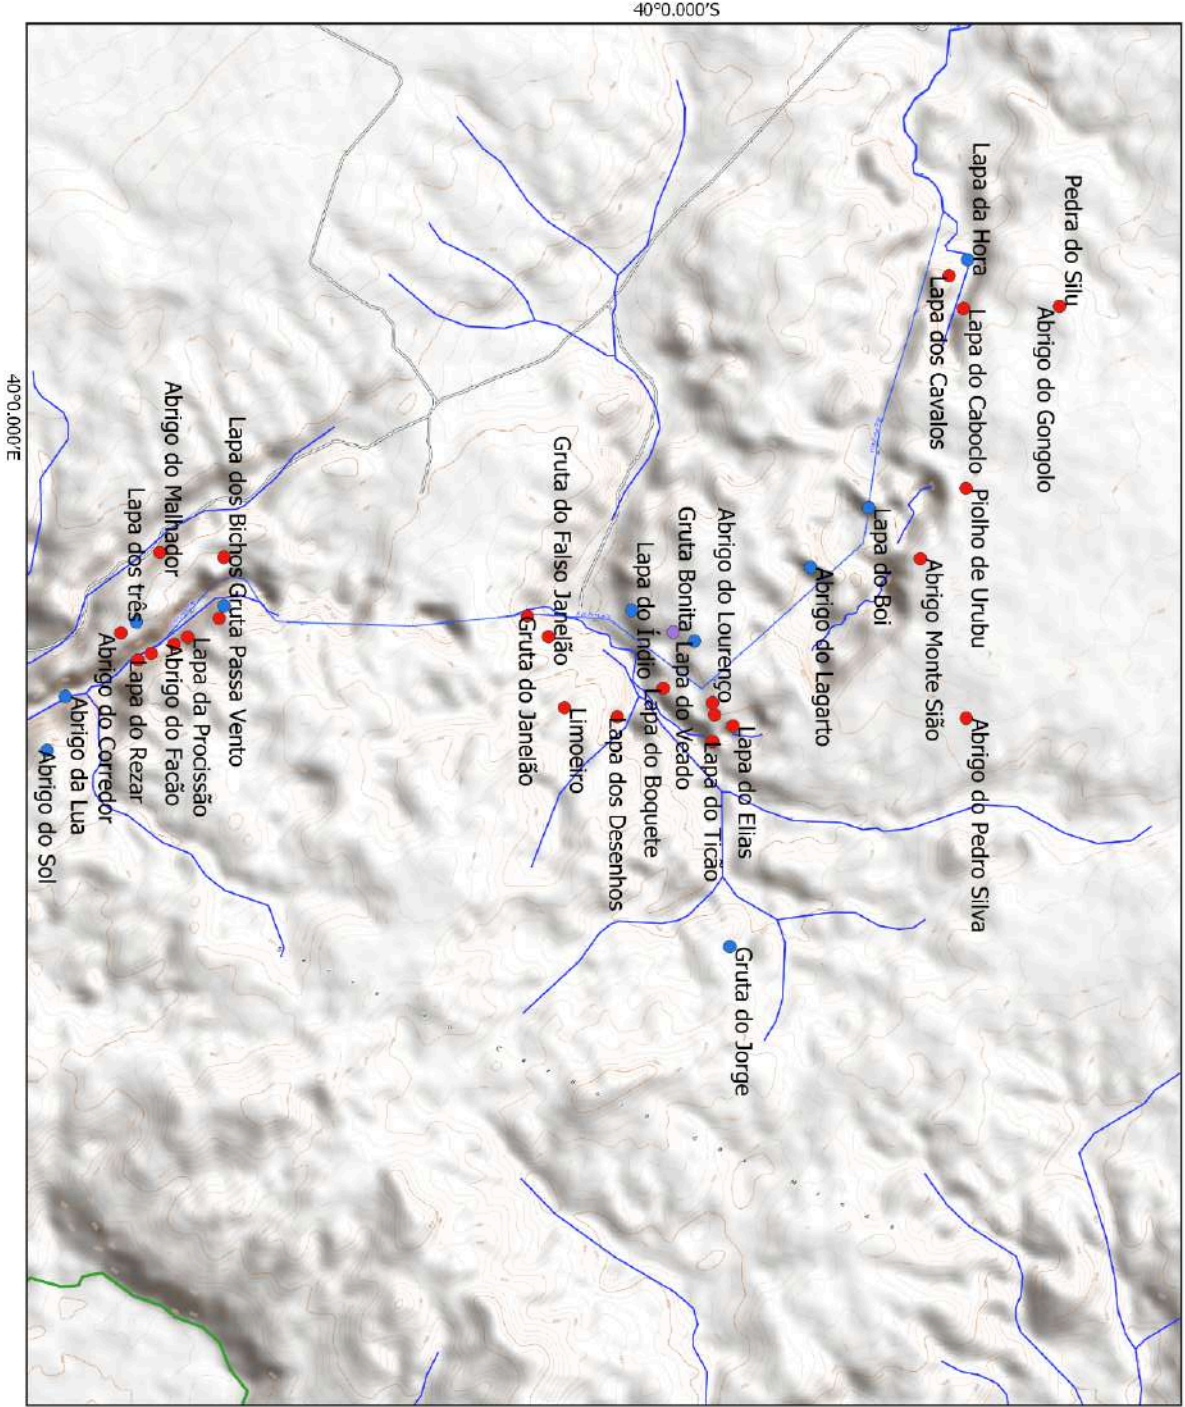 40°0.000'S
40°0.000'E
Pedra do Silu
Abrigo do Gongolo
Lapa da Hora
Lapa do Caboclo
Piolho de Urubu
Abrigo do Pedro Silva
Lapa dos Cavalos
Abrigo Monte Sião
Lapa do Boi
Abrigo do Lagarto
Lapa do Elias
Gruta do Jorge
Abrigo do Lourenço
Lapa do Ticão
Gruta Bonita
Lapa do Veado
Lapa do Índio
Lapa do Boquete
Lapa dos Desenhos
Gruta do Falso Janelão
Limoeiro
Gruta do Janelão
Lapa dos Bichos
Gruta Passa Vento
Lapa da Procissão
Abrigo do Malhador
Abrigo do Facão
Lapa dos três
Lapa do Rezar
Abrigo do Corredor
Abrigo da Lua
Abrigo do Sol